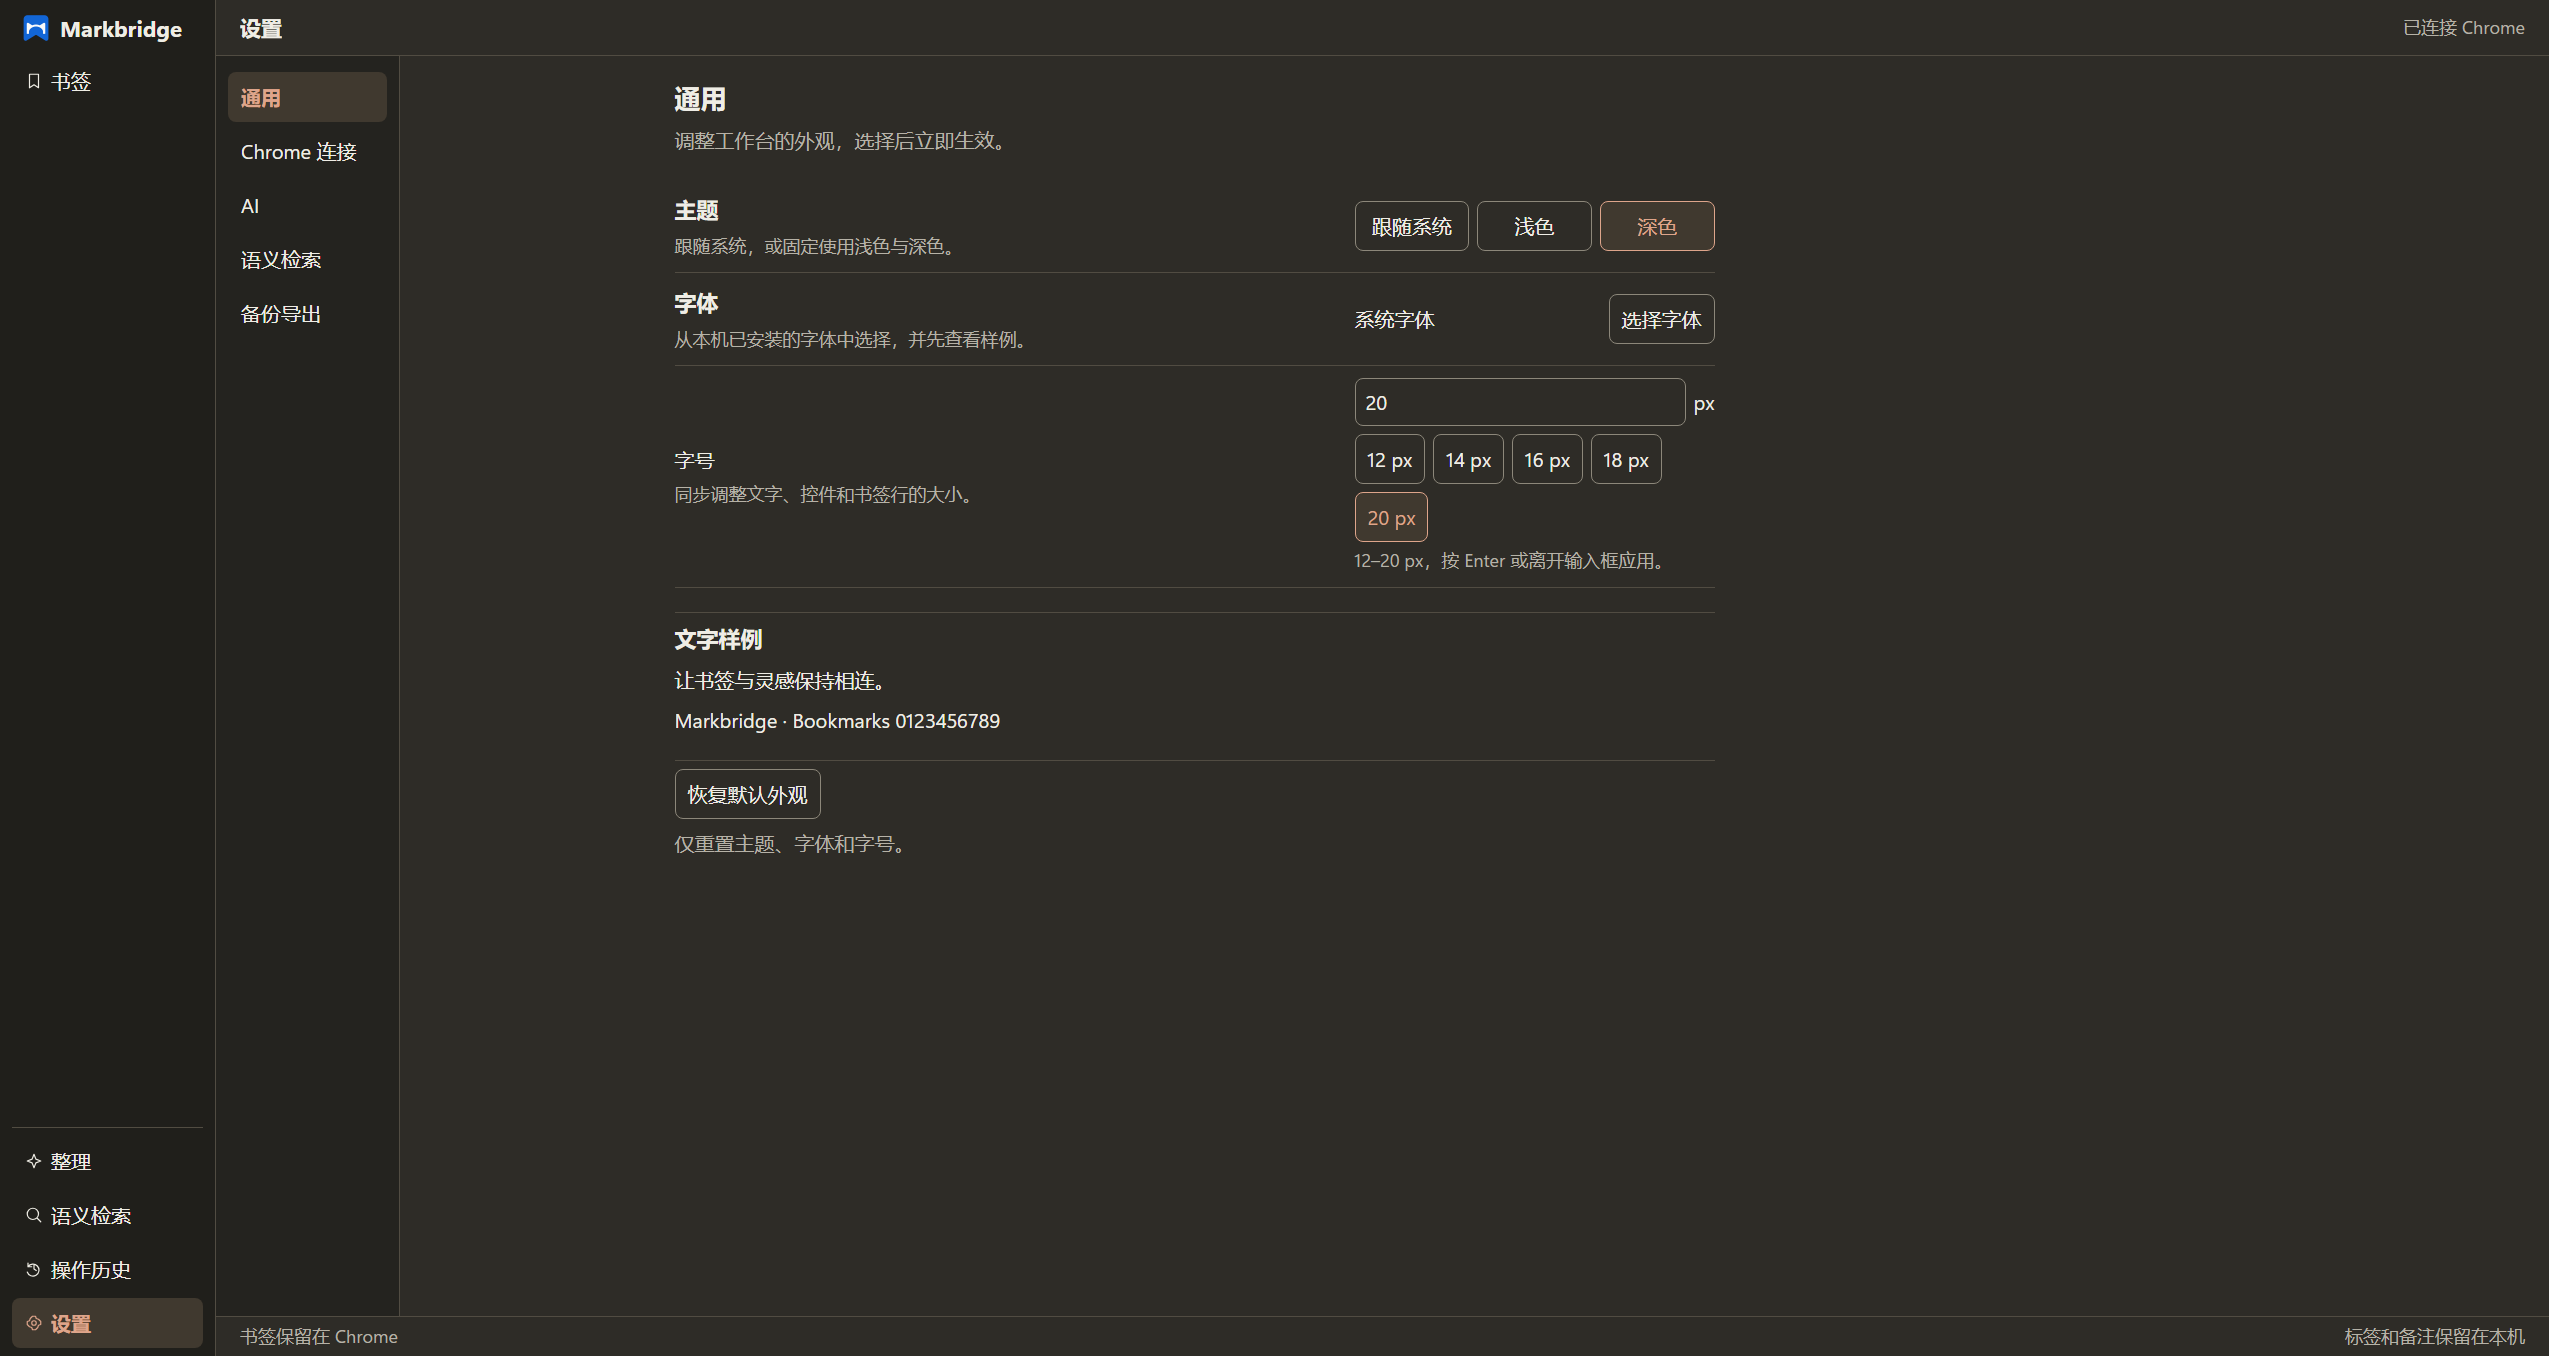 Markbridge
书签
整理
语义检索
操作历史
设置
设置
已连接 Chrome
通用
Chrome 连接
AI
语义检索
备份导出
通用
调整工作台的外观，选择后立即生效。
主题
跟随系统，或固定使用浅色与深色。
跟随系统
浅色
深色
字体
从本机已安装的字体中选择，并先查看样例。
系统字体
选择字体
字号
同步调整文字、控件和书签行的大小。
20
px
12 px
14 px
16 px
18 px
20 px
12–20 px，按 Enter 或离开输入框应用。
文字样例
让书签与灵感保持相连。
Markbridge · Bookmarks 0123456789
恢复默认外观
仅重置主题、字体和字号。
书签保留在 Chrome
标签和备注保留在本机